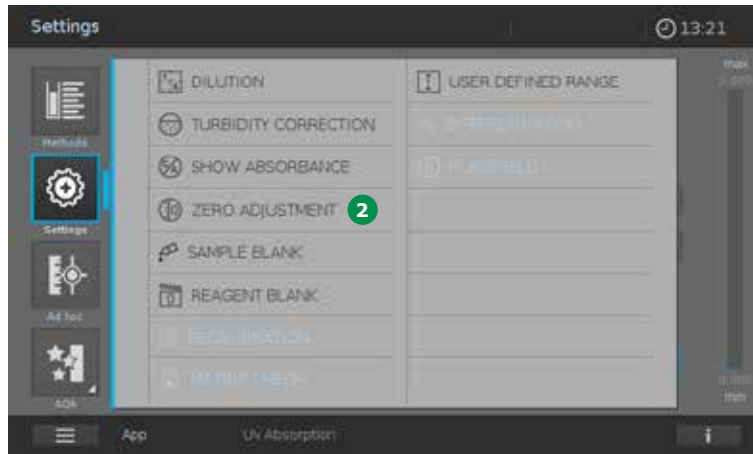 Settings
13:21
Methods
Settings
Ad hoc
AQA
DILUTION
TURBIDITY CORRECTION
SHOW ABSORBANCE
ZERO ADJUSTMENT 2
SAMPLE BLANK
REAGENT BLANK
USER DEFINED RANGE
max
min
App
UV Absorption